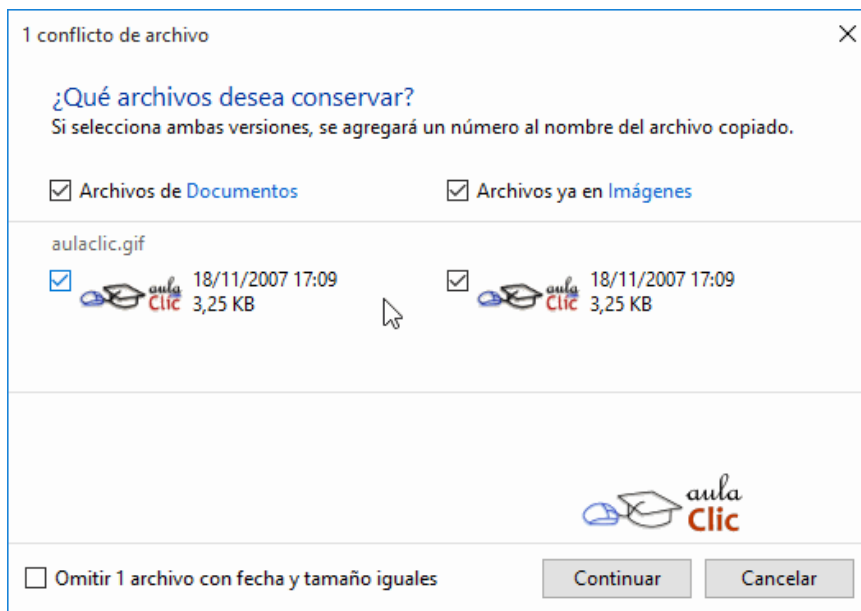 1 conflicto de archivo
¿Qué archivos desea conservar?
Si selecciona ambas versiones, se agregará un número al nombre del archivo copiado.
Archivos de Documentos
Archivos ya en Imágenes
aulaclic.gif
aula
Clic
18/11/2007 17:09
3,25 KB
aula
Clic
18/11/2007 17:09
3,25 KB
aula
Clic
Omitir 1 archivo con fecha y tamaño iguales
Continuar
Cancelar